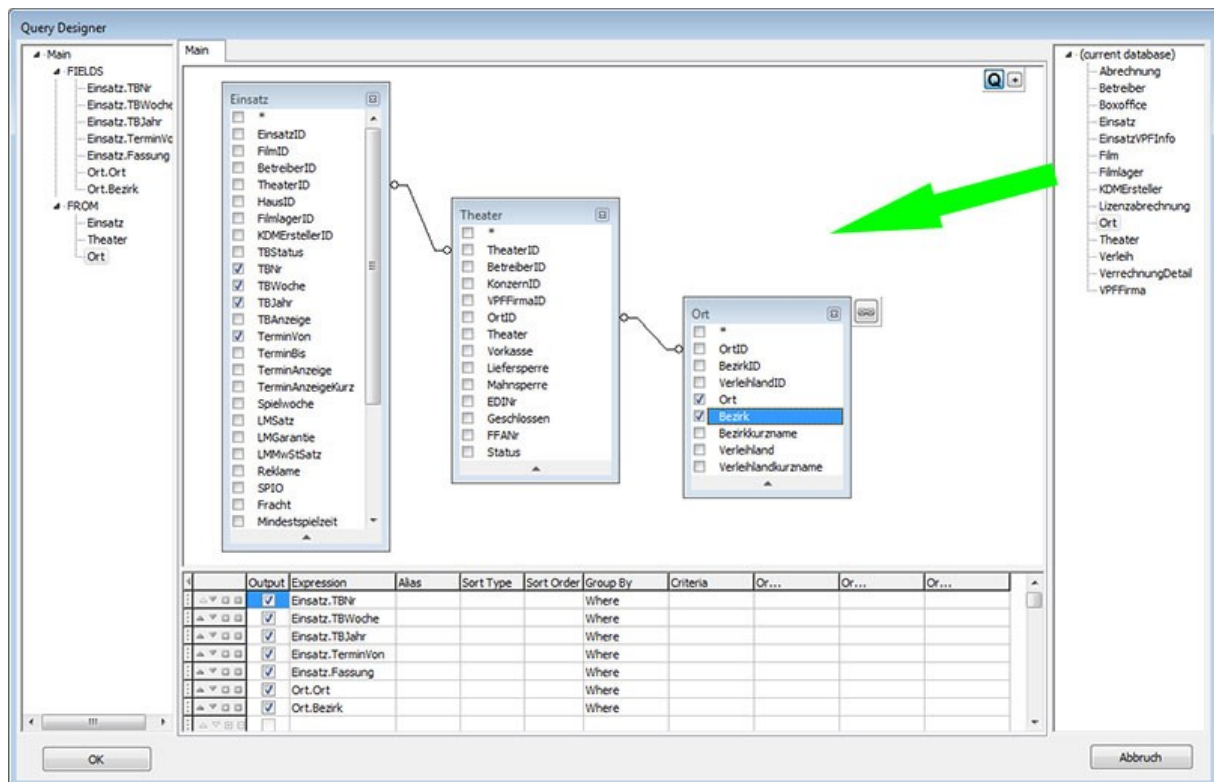 Query Designer
Main
FIELDS
Einsatz.TBNr
Einsatz.TBWoche
Einsatz.TBJahr
Einsatz.TerminVo
Einsatz.Fassung
Ort.Ort
Ort.Bezirk
FROM
Einsatz
Theater
Ort
Main
Q
Einsatz
*
EinsatzID
FilmID
BetreiberID
TheaterID
HausID
FilmlagerID
KDMErstellerID
TBStatus
TBNr
TBWoche
TBJahr
TBAnzeige
TerminVon
TerminBis
TerminAnzeige
TerminAnzeigeKurz
Spielwoche
LMSatz
LMGarantie
LMMwStSatz
Reklame
SPIO
Fracht
Mindestspielzeit
Theater
*
TheaterID
BetreiberID
KonzernID
VPFFirmaID
OrtID
Theater
Vorkasse
Liefersperre
Mahnsperre
EDINr
Geschlossen
FFANr
Status
Ort
*
OrtID
BezirkID
VerleihlandID
Ort
Bezirk
Bezirkkurzname
Verleihland
Verleihlandkurzname
(current database)
Abrechnung
Betreiber
Boxoffice
Einsatz
EinsatzVPFInfo
Film
Filmlager
KDMErsteller
Lizenzabrechnung
Ort
Theater
Verleih
VerrechnungDetail
VPFFirma
Output Expression Alias Sort Type Sort Order Group By Criteria Or... Or... Or...
Einsatz.TBNr Where
Einsatz.TBWoche Where
Einsatz.TBJahr Where
Einsatz.TerminVon Where
Einsatz.Fassung Where
Ort.Ort Where
Ort.Bezirk Where
OK
Abbruch